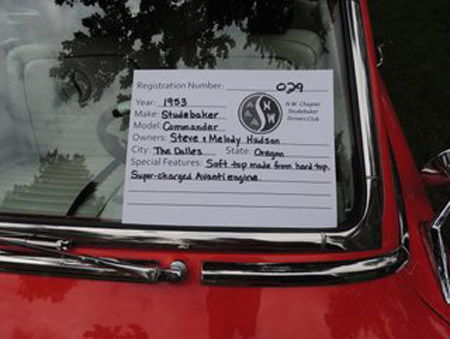 Registration Number: 029
Year: 1953
Make: Studebaker
Model: Commander
N.W. Chapter
Studebaker
Drivers Club
Owners: Steve & Melody Hudson
City: The Dalles State: Oregon
Special Features: Soft top made from hard top,
Super-charged Avanti engine